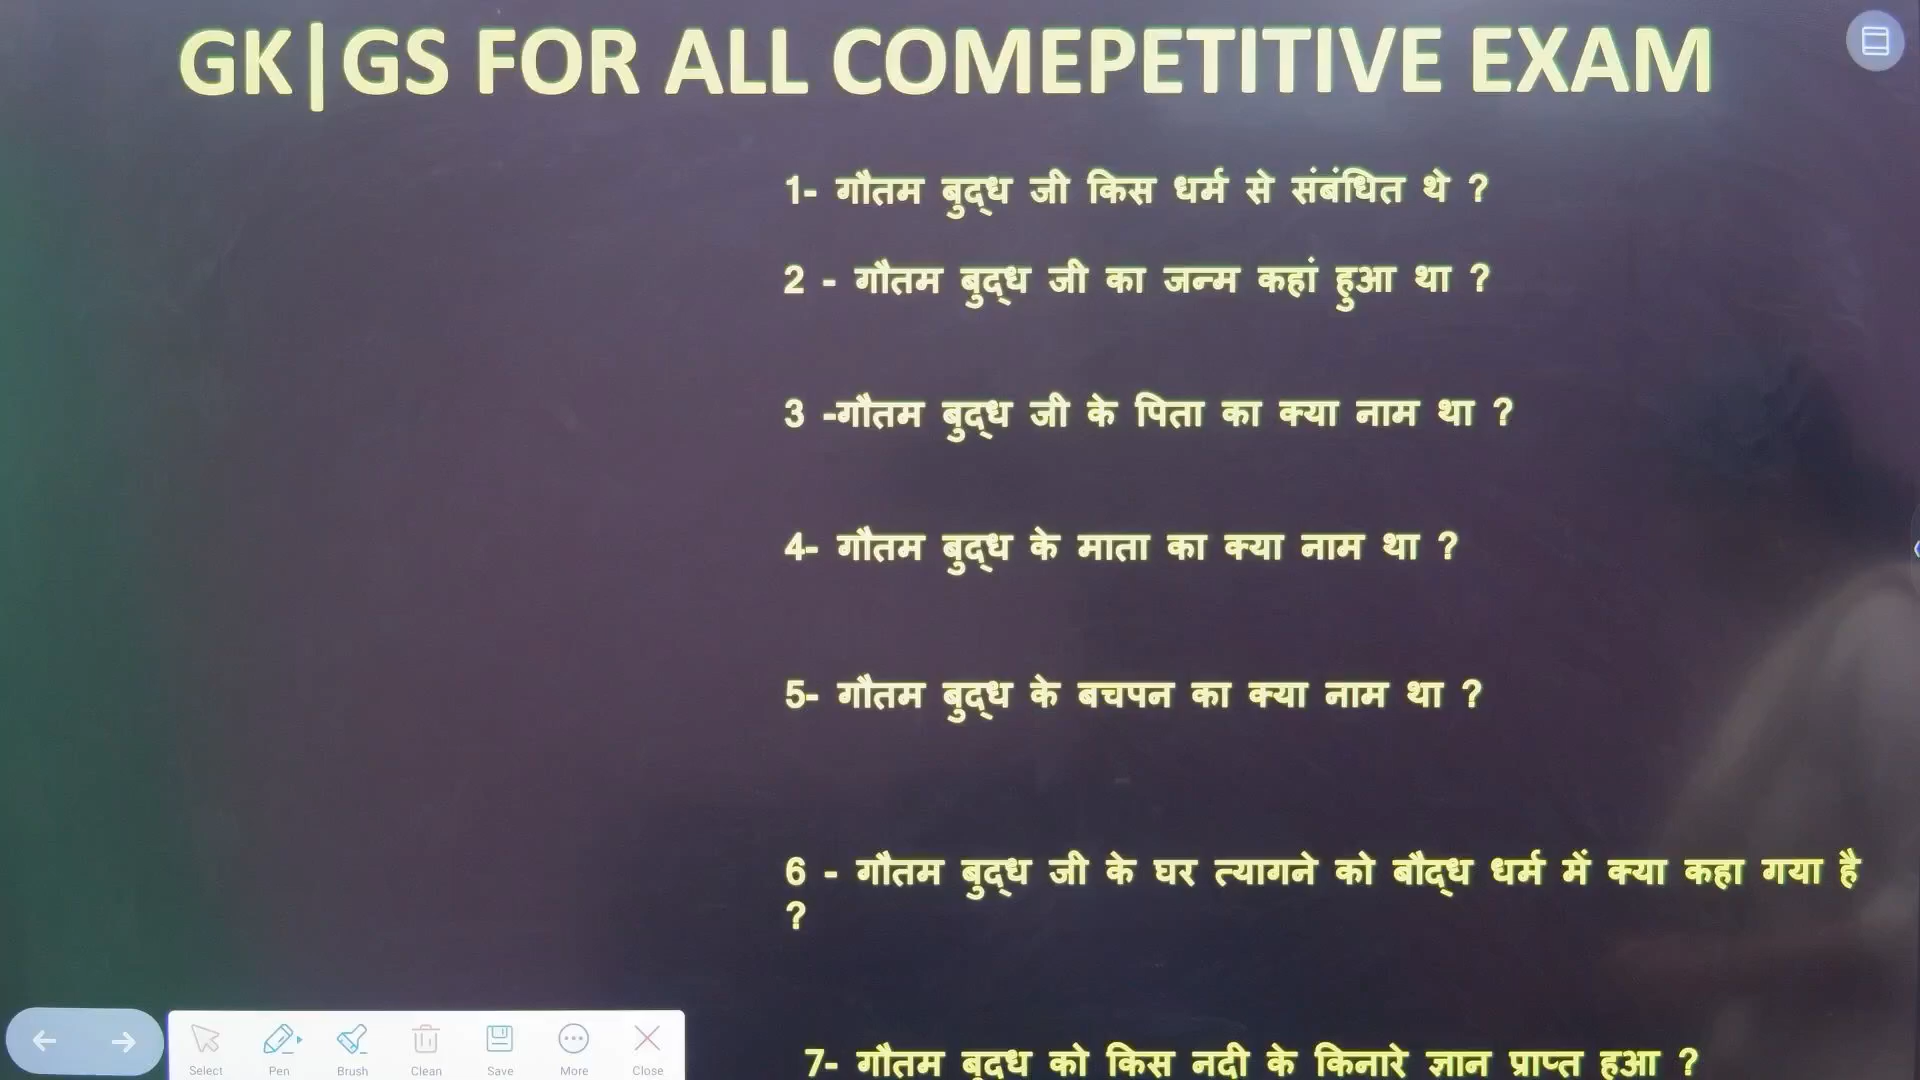 GK|GS FOR ALL COMEPETITIVE EXAM
1- गौतम बुद्ध जी किस धर्म से संबंधित थे ?
2 - गौतम बुद्ध जी का जन्म कहां हुआ था ?
3 -गौतम बुद्ध जी के पिता का क्या नाम था ?
4- गौतम बुद्ध के माता का क्या नाम था ?
5- गौतम बुद्ध के बचपन का क्या नाम था ?
6 - गौतम बुद्ध जी के घर त्यागने को बौद्ध धर्म में क्या कहा गया है
?
7- गौतम बुद्ध को किस नदी के किनारे ज्ञान प्राप्त हुआ ?
Select Pen Brush Clean Save More Close